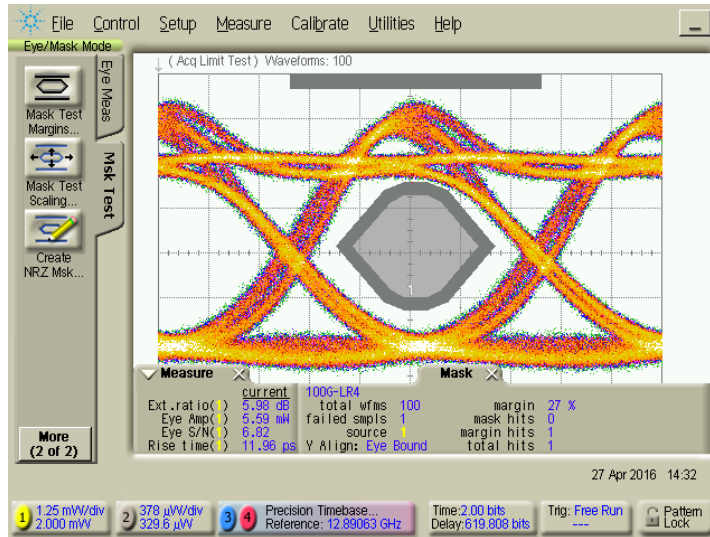 File Control Setup Measure Calibrate Utilities Help
Eye/Mask Mode
( Acq Limit Test ) Waveforms: 100
Eye Meas
Mask Test
Margins...
Msk Test
Mask Test
Scaling...
Create
NRZ Msk...
1
Measure
Mask
current
Ext.ratio(1) 5.98 dB
Eye Amp(1) 5.59 mW
Eye S/N(1) 6.82
Rise time(1) 11.96 ps
100G-LR4
total wfms 100
failed smpls 1
source 1
Y Align: Eye Bound
margin 27 %
mask hits 0
margin hits 1
total hits 1
More
(2 of 2)
27 Apr 2016 14:32
1 1.25 mW/div
2.000 mW
2 378 µW/div
329.6 µW
3 4 Precision Timebase...
Reference: 12.89063 GHz
Time:2.00 bits
Delay:619.808 bits
Trig: Free Run
---
Pattern
Lock